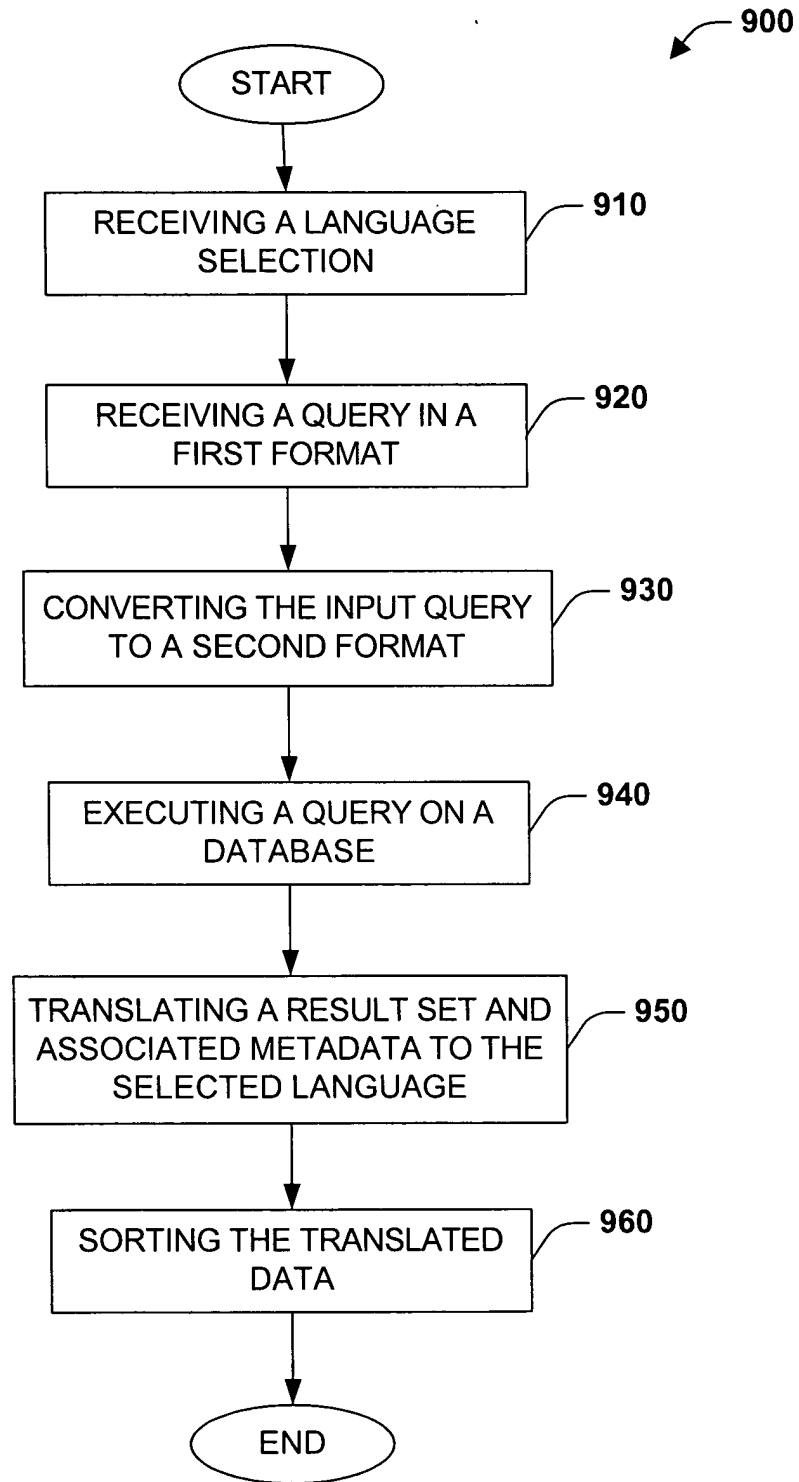 900
START
RECEIVING A LANGUAGE
SELECTION
910
RECEIVING A QUERY IN A
FIRST FORMAT
920
CONVERTING THE INPUT QUERY
TO A SECOND FORMAT
930
EXECUTING A QUERY ON A
DATABASE
940
TRANSLATING A RESULT SET AND
ASSOCIATED METADATA TO THE
SELECTED LANGUAGE
950
SORTING THE TRANSLATED
DATA
960
END